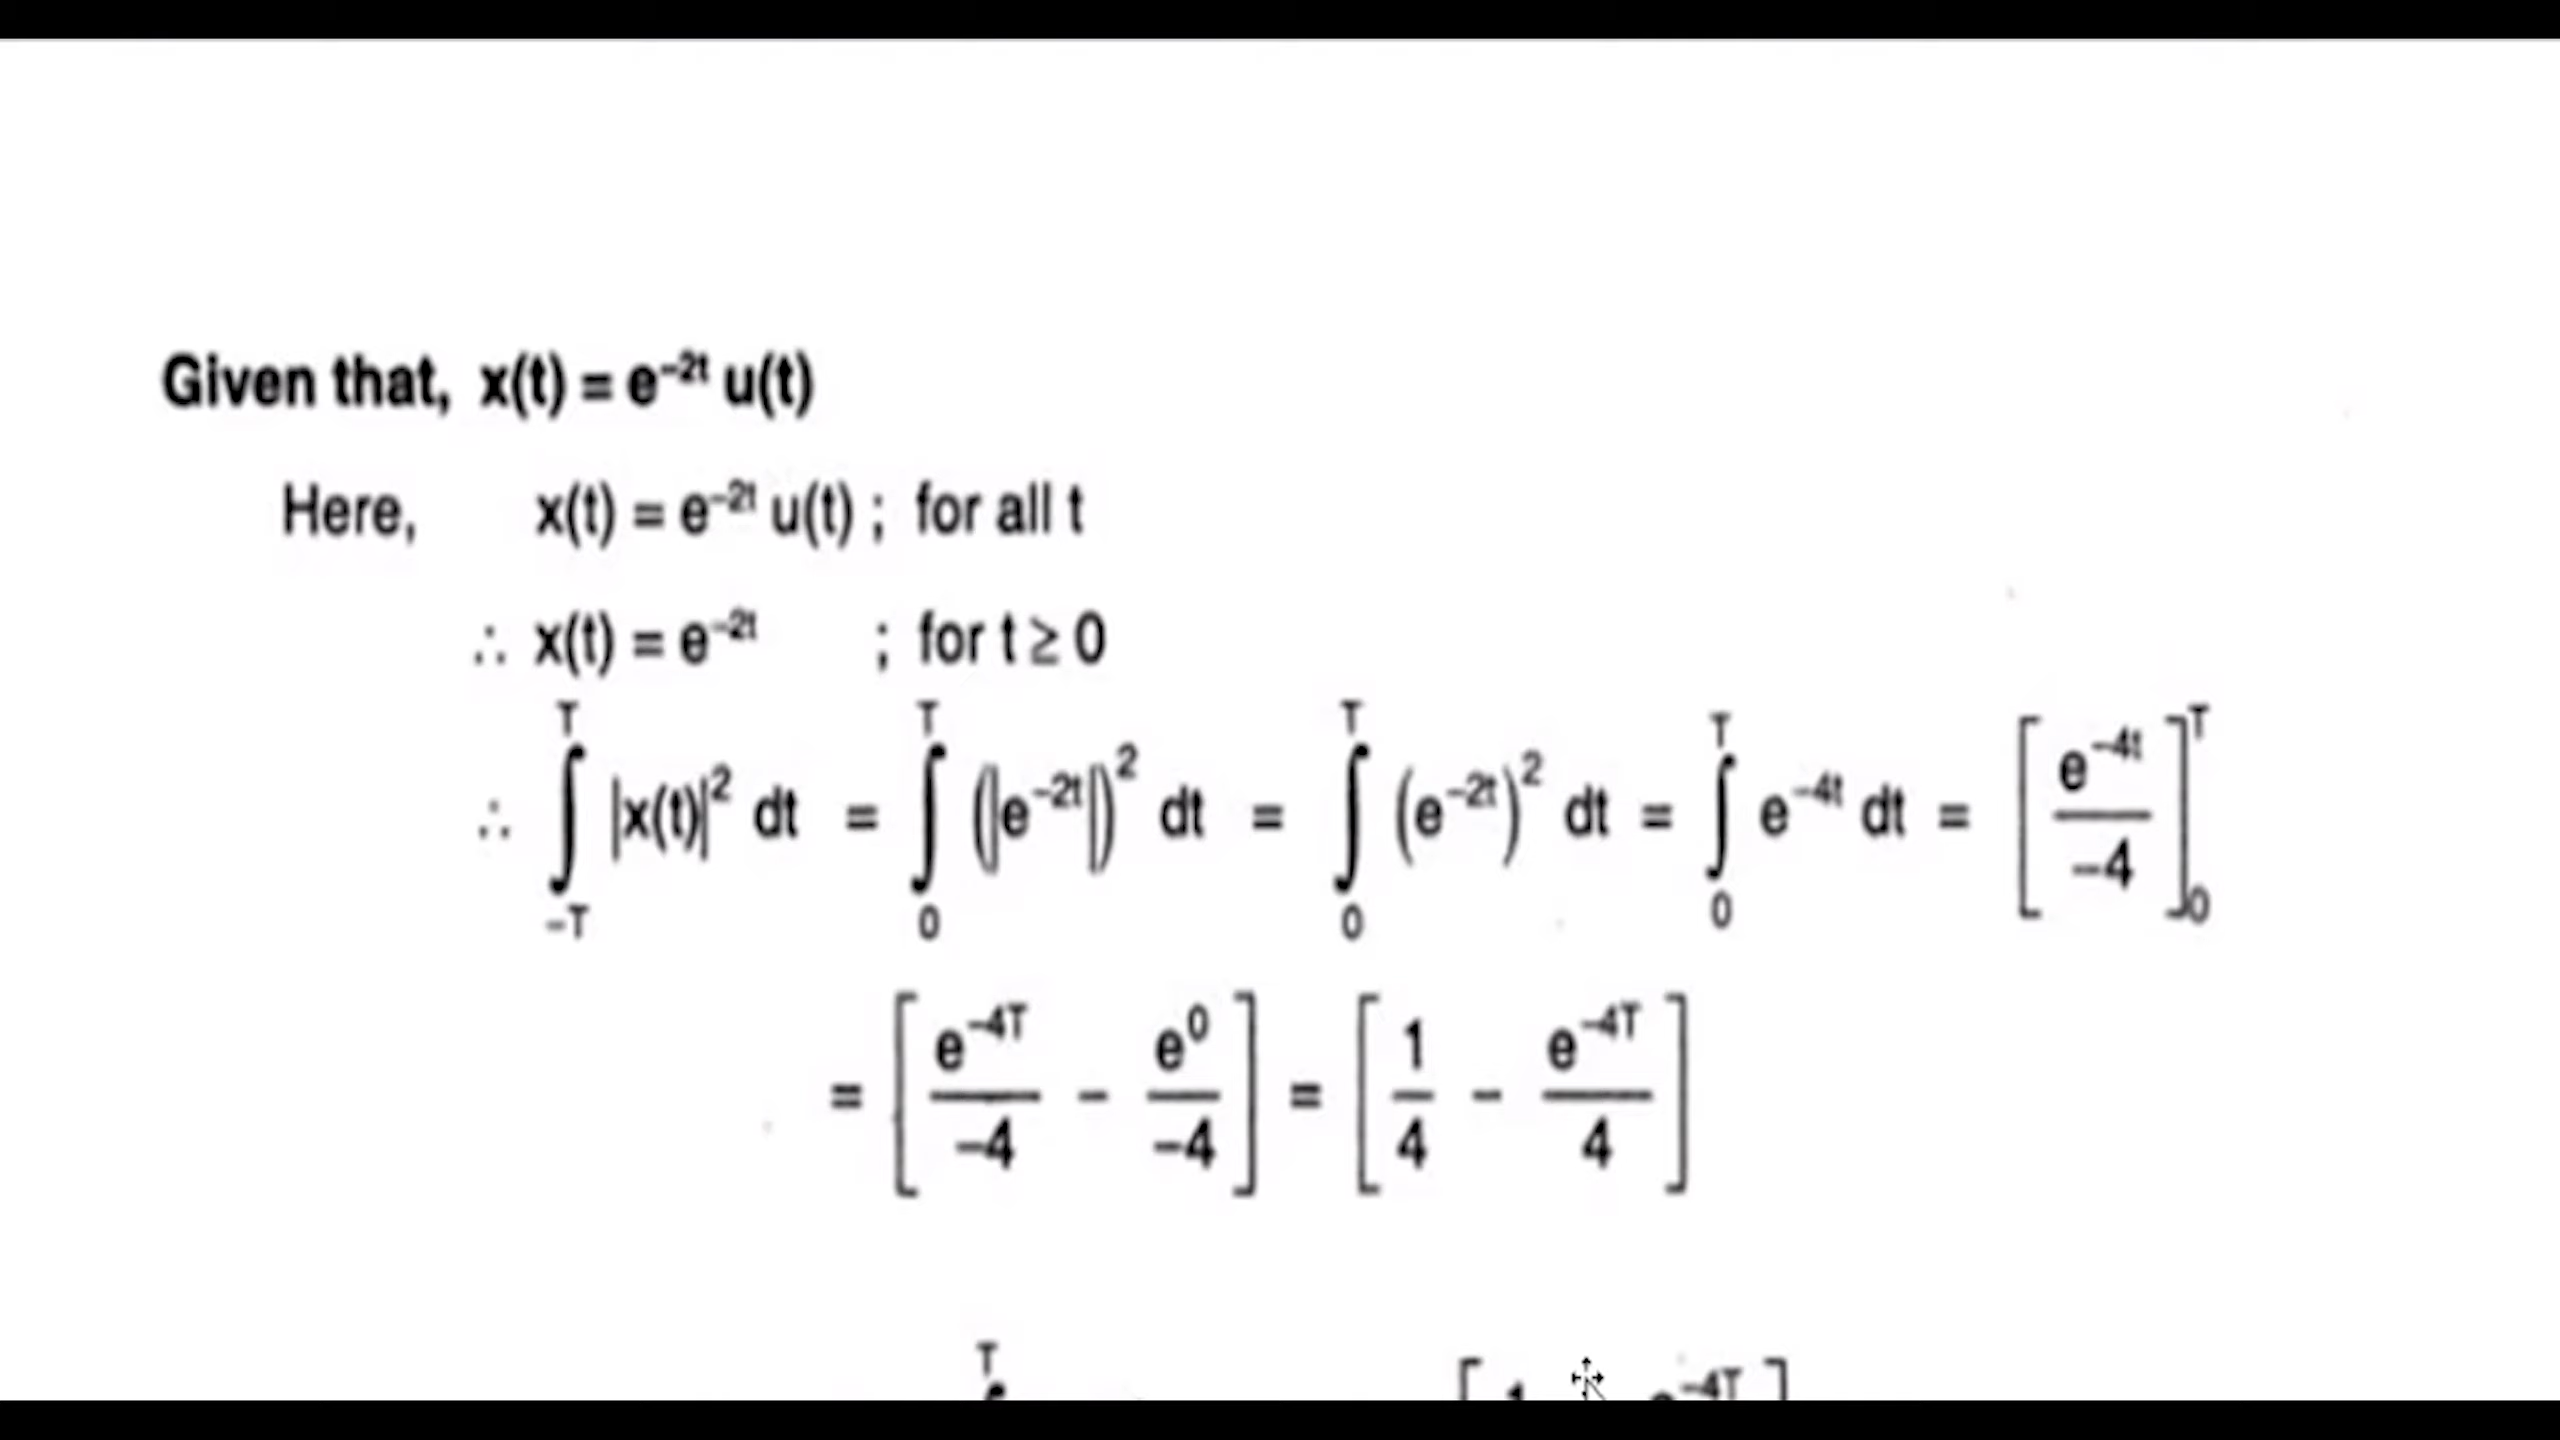 Given that, x(t) = e⁻²ᵗ u(t)
Here, x(t) = e⁻²ᵗ u(t) ; for all t
∴ x(t) = e⁻²ᵗ ; for t ≥ 0
∴ ∫_{-T}^{T} |x(t)|² dt = ∫_{0}^{T} (|e^{-2t}|)² dt = ∫_{0}^{T} (e^{-2t})² dt = ∫_{0}^{T} e^{-4t} dt = [e^{-4t}/-4]_{0}^{T}
= [e^{-4T}/-4 - e^{0}/-4] = [1/4 - e^{-4T}/4]
T